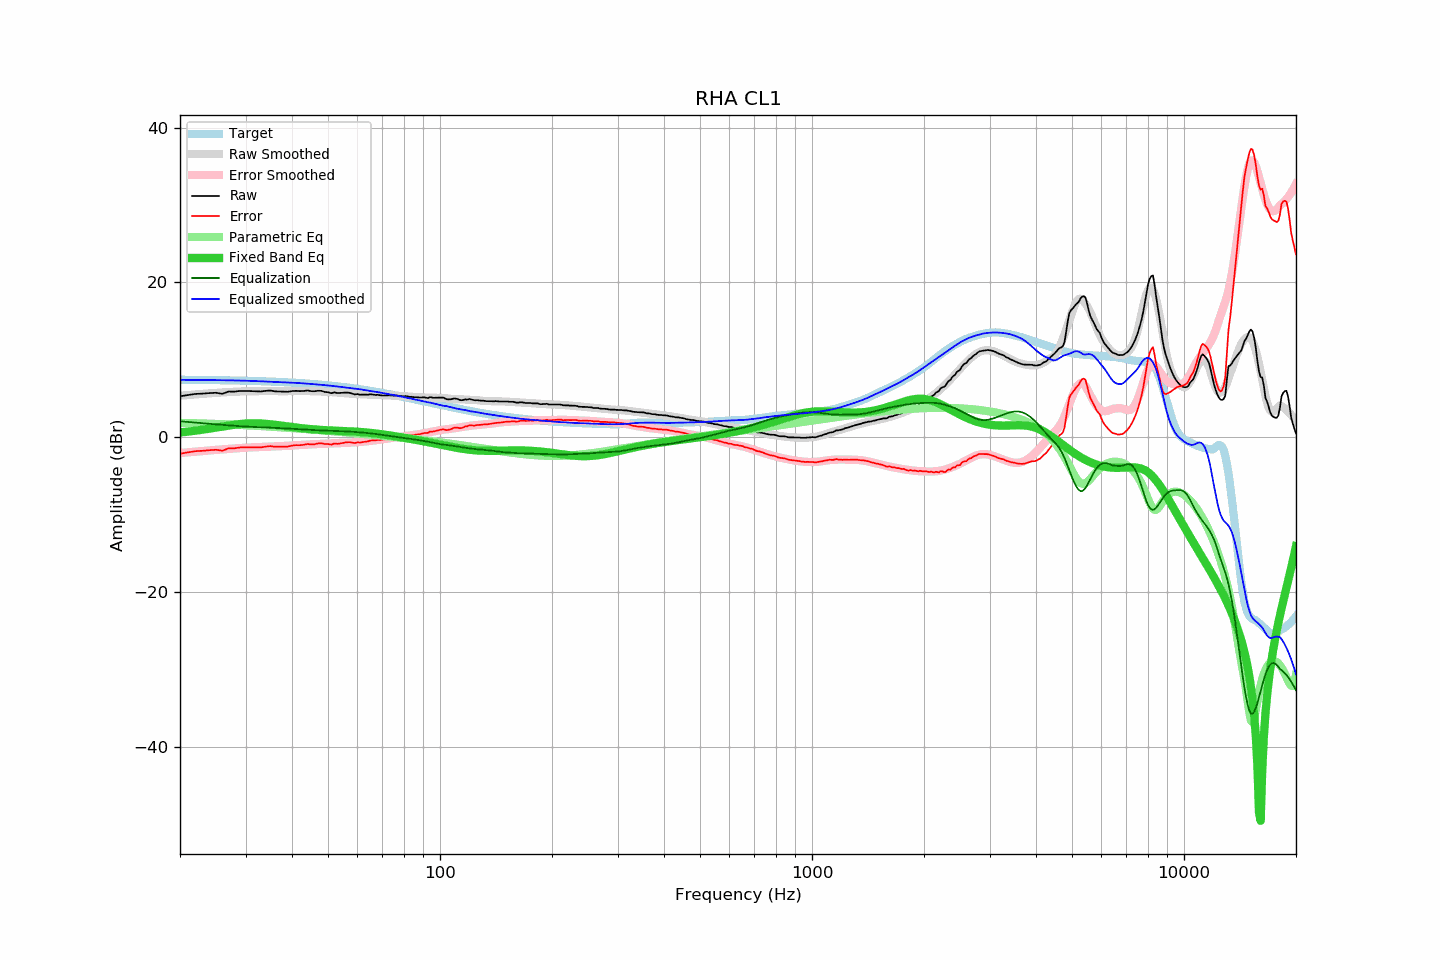 RHA CL1
40
20
0
−20
−40
Amplitude (dBr)
Target
Raw Smoothed
Error Smoothed
Raw
Error
Parametric Eq
Fixed Band Eq
Equalization
Equalized smoothed
100
1000
10000
Frequency (Hz)